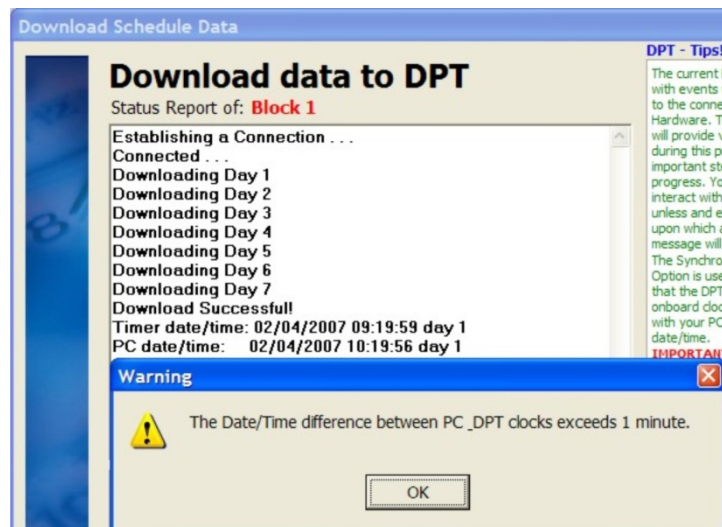 Download Schedule Data
Download data to DPT
Status Report of: Block 1
Establishing a Connection . . .
Connected . . .
Downloading Day 1
Downloading Day 2
Downloading Day 3
Downloading Day 4
Downloading Day 5
Downloading Day 6
Downloading Day 7
Download Successful!
Timer date/time: 02/04/2007 09:19:59 day 1
PC date/time: 02/04/2007 10:19:56 day 1
DPT - Tips!
The current
with events
to the conne
Hardware. T
will provide v
during this p
important st
progress. Yo
interact with
unless and e
upon which a
message will
The Synchro
Option is use
that the DPT
onboard cloc
with your PC
date/time.
IMPORTAN
Warning
The Date/Time difference between PC _DPT clocks exceeds 1 minute.
OK